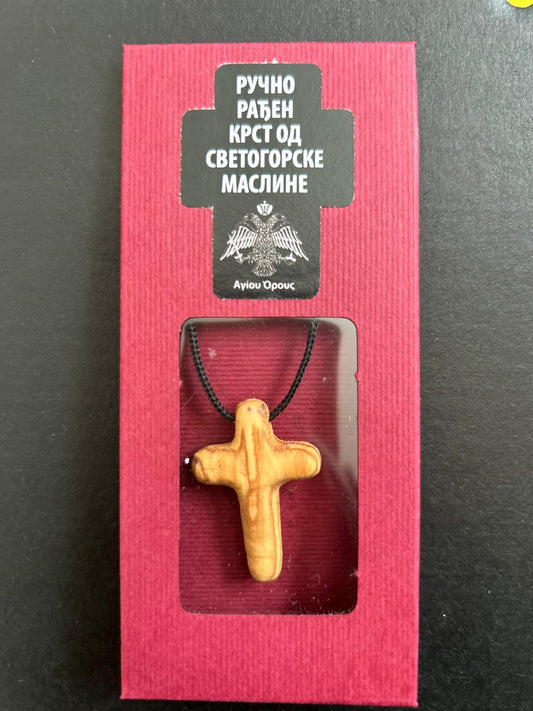 РУЧНО
РАЂЕН
КРСТ ОД
СВЕТОГОРСКЕ
МАСЛИНЕ
Αγίου Όρους